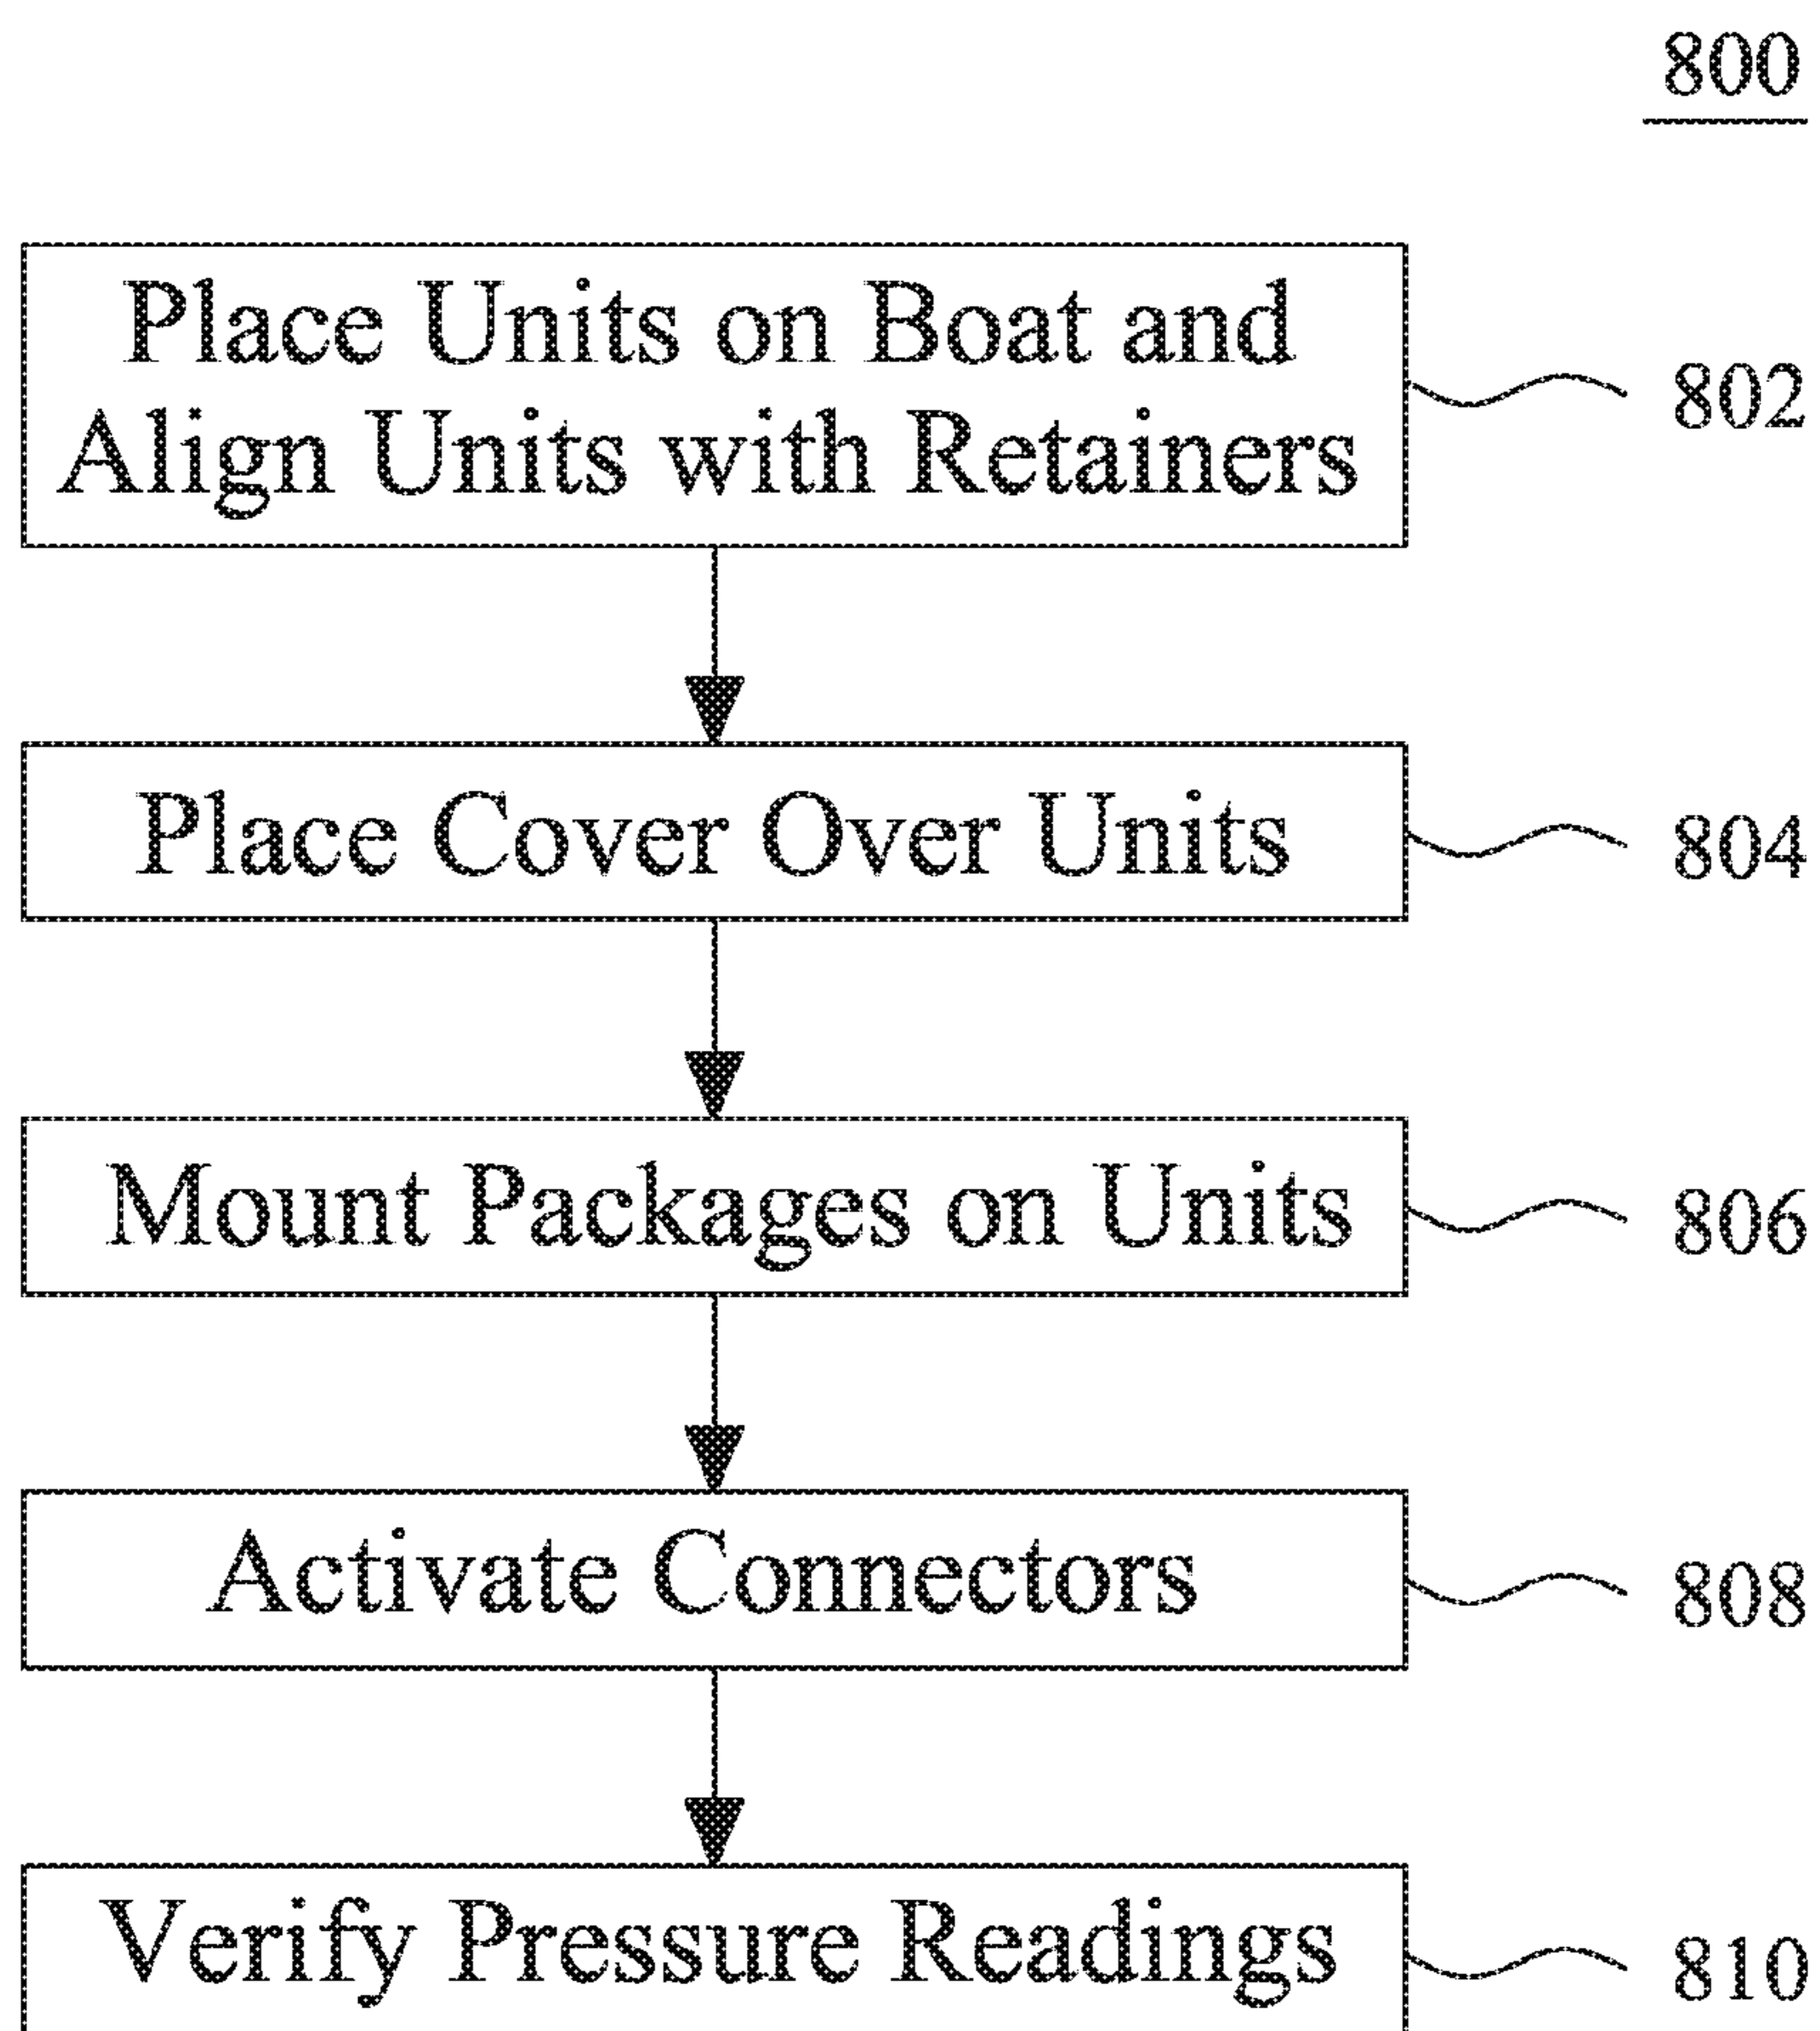 800
Place Units on Boat and
Align Units with Retainers
802
Place Cover Over Units
804
Mount Packages on Units
806
Activate Connectors
808
Verify Pressure Readings
810